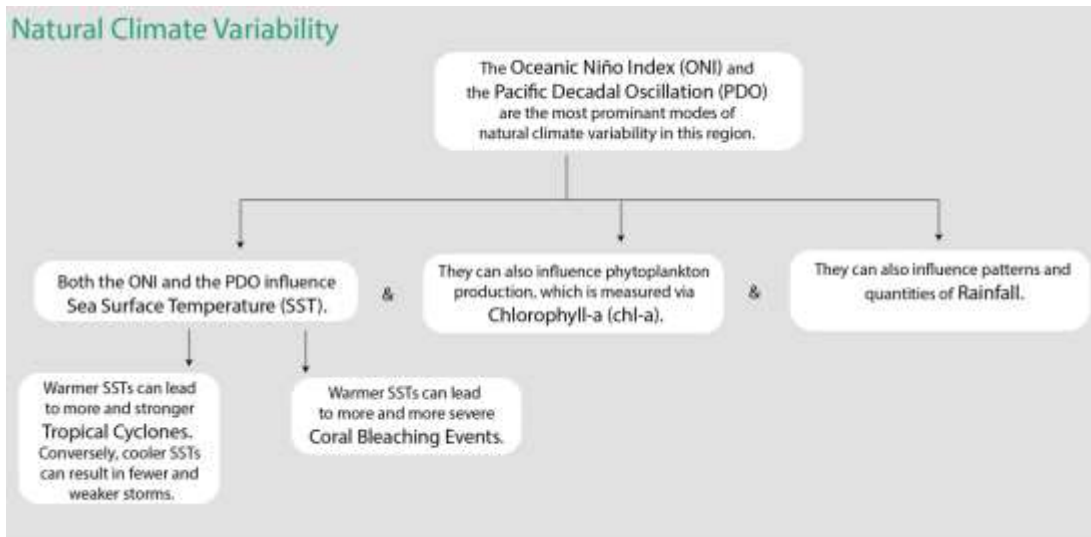 Natural Climate Variability
The Oceanic Niño Index (ONI) and
the Pacific Decadal Oscillation (PDO)
are the most prominent modes of
natural climate variability in this region.
Both the ONI and the PDO influence
Sea Surface Temperature (SST).
&
They can also influence phytoplankton
production, which is measured via
Chlorophyll-a (chl-a).
&
They can also influence patterns and
quantities of Rainfall.
Warmer SSTs can lead
to more and stronger
Tropical Cyclones.
Conversely, cooler SSTs
can result in fewer and
weaker storms.
Warmer SSTs can lead
to more and more severe
Coral Bleaching Events.